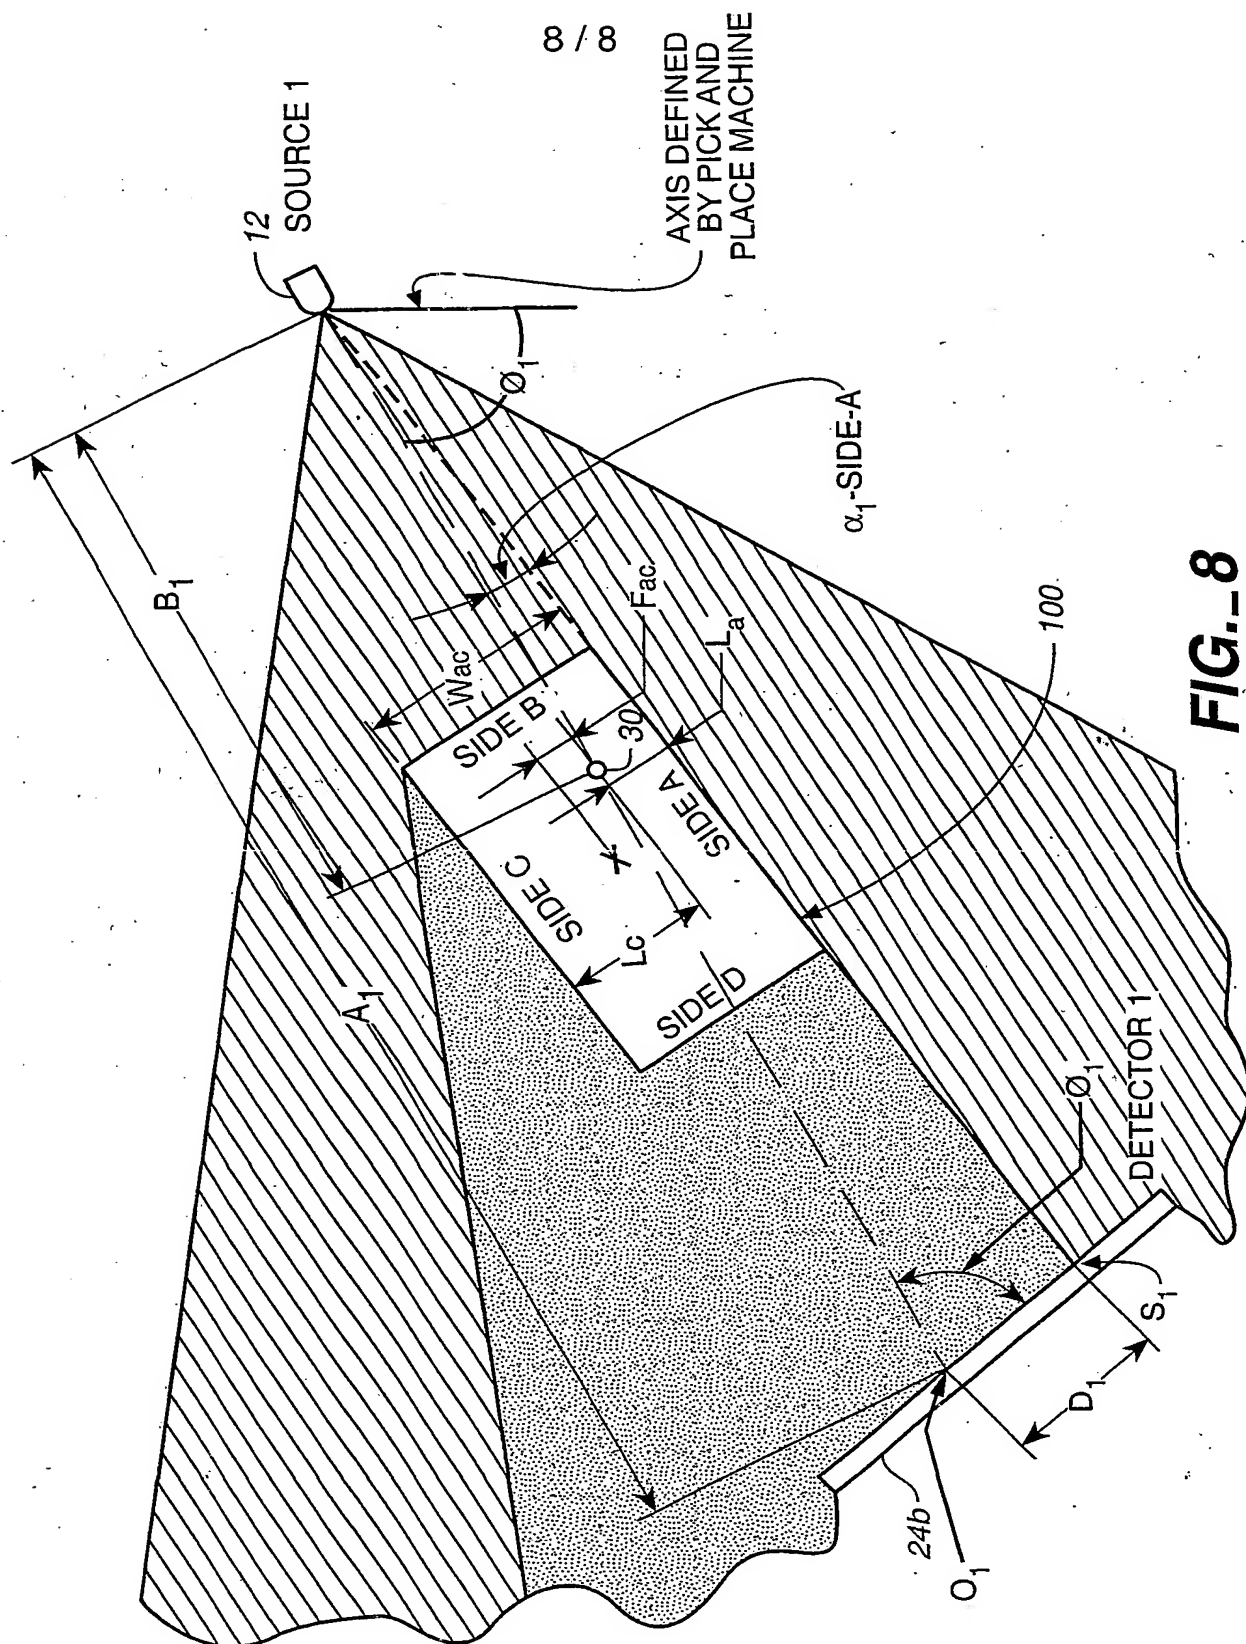 8 / 8
12
SOURCE 1
AXIS DEFINED
BY PICK AND
PLACE MACHINE
B₁
Ø₁
α₁-SIDE-A
Wac
Fac
Lₐ
30
SIDE B
SIDE A
SIDE C
SIDE D
Lc
A₁
100
Ø₁
DETECTOR 1
S₁
D₁
24b
O₁
FIG._8